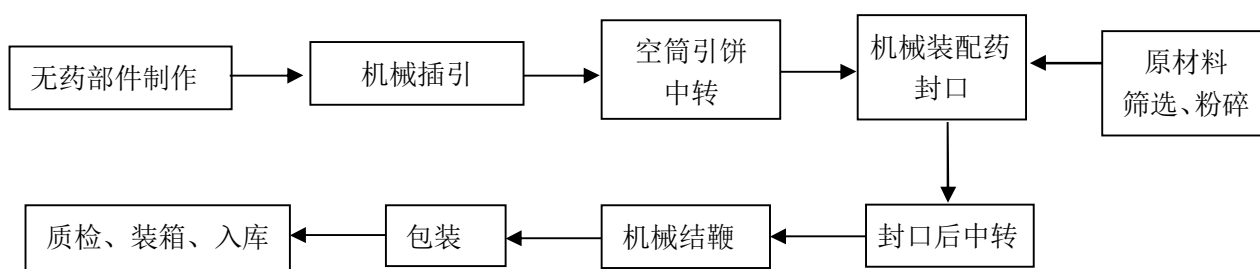 无药部件制作
机械插引
空筒引饼
中转
机械装配药
封口
原材料
筛选、粉碎
质检、装箱、入库
包装
机械结鞭
封口后中转